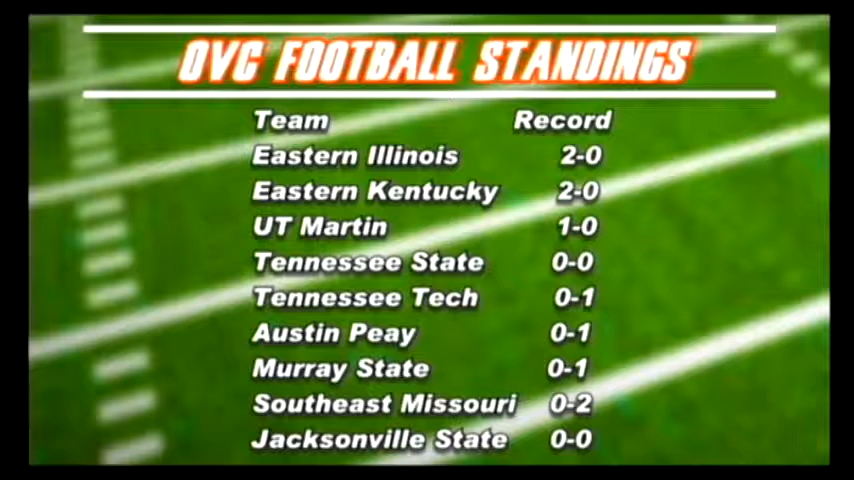 OVC FOOTBALL STANDINGS
Team Record
Eastern Illinois 2-0
Eastern Kentucky 2-0
UT Martin 1-0
Tennessee State 0-0
Tennessee Tech 0-1
Austin Peay 0-1
Murray State 0-1
Southeast Missouri 0-2
Jacksonville State 0-0